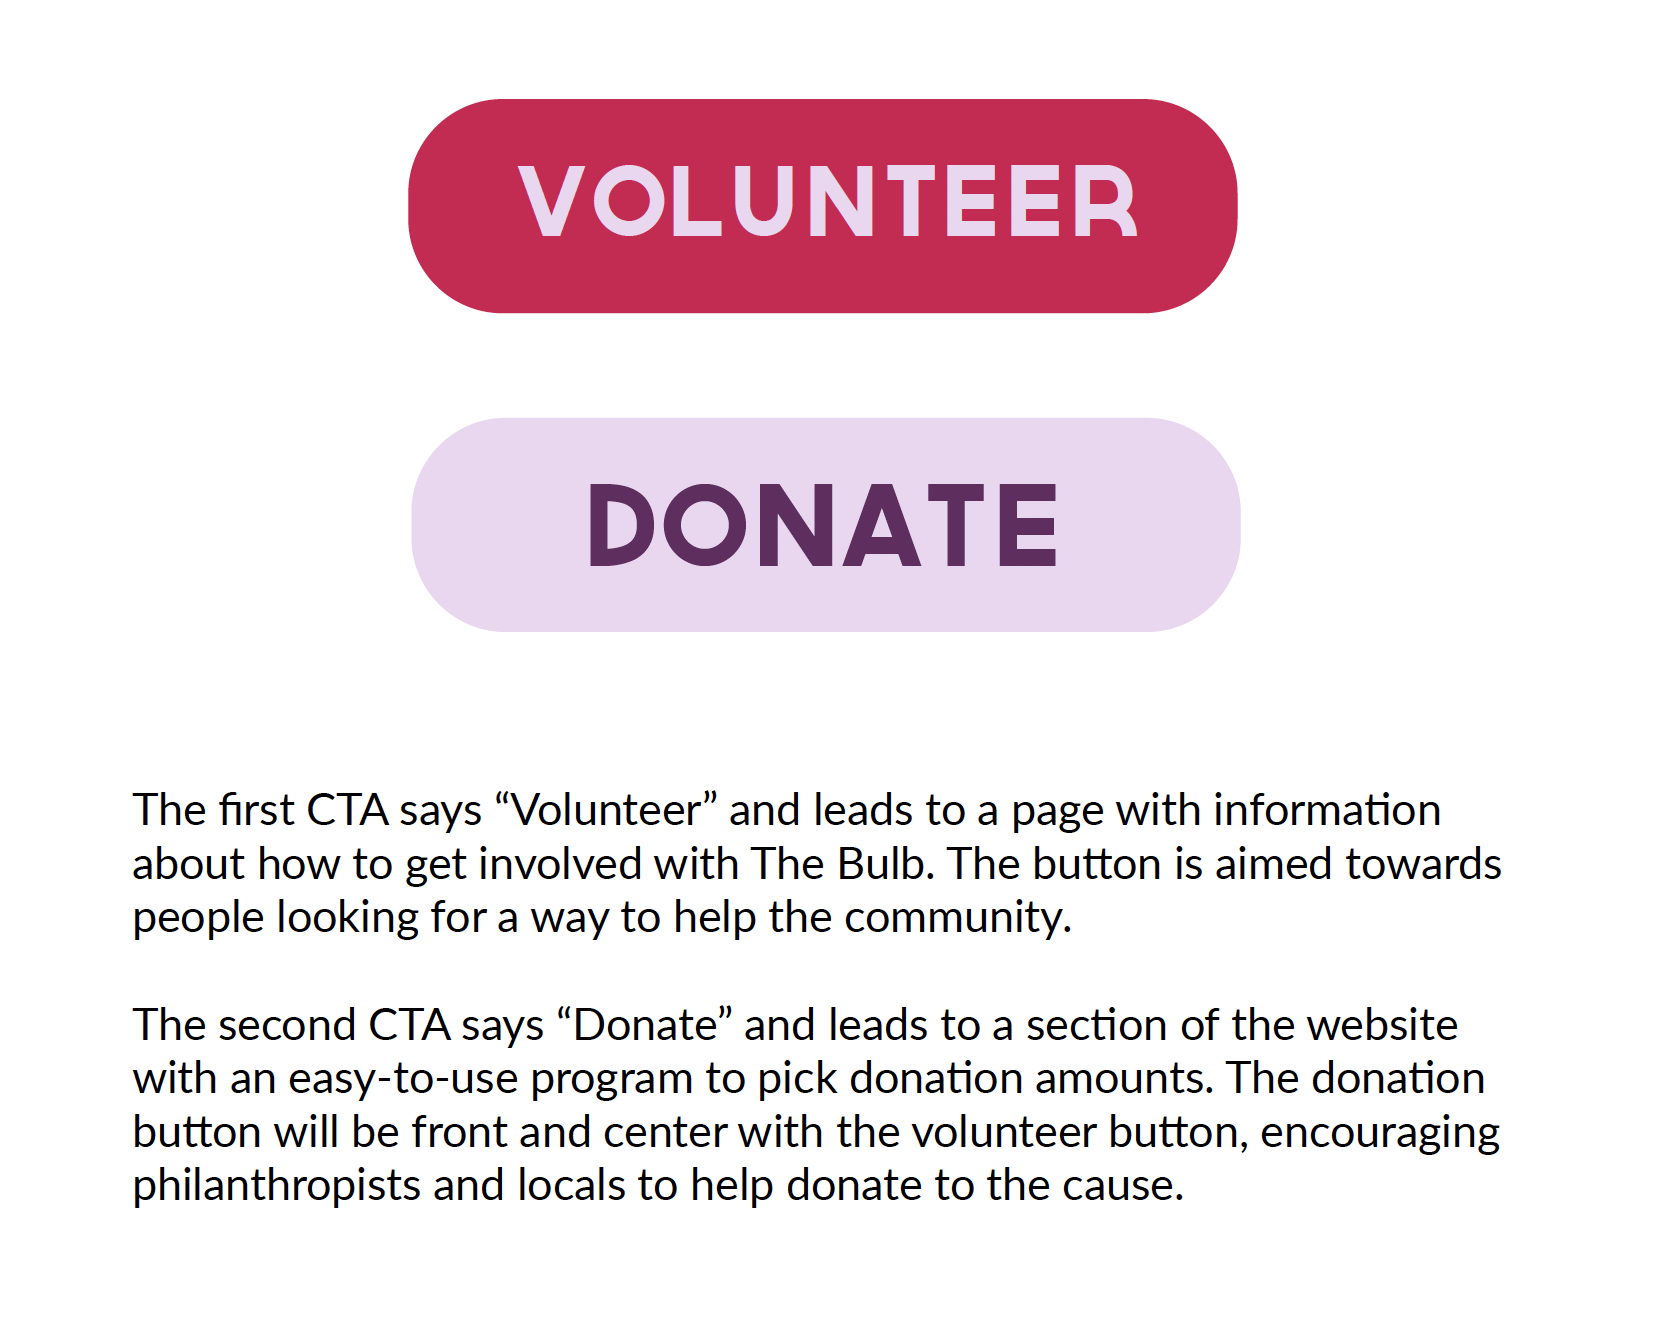 VOLUNTEER
DONATE
The first CTA says “Volunteer” and leads to a page with information
about how to get involved with The Bulb. The button is aimed towards
people looking for a way to help the community.
The second CTA says “Donate” and leads to a section of the website
with an easy-to-use program to pick donation amounts. The donation
button will be front and center with the volunteer button, encouraging
philanthropists and locals to help donate to the cause.